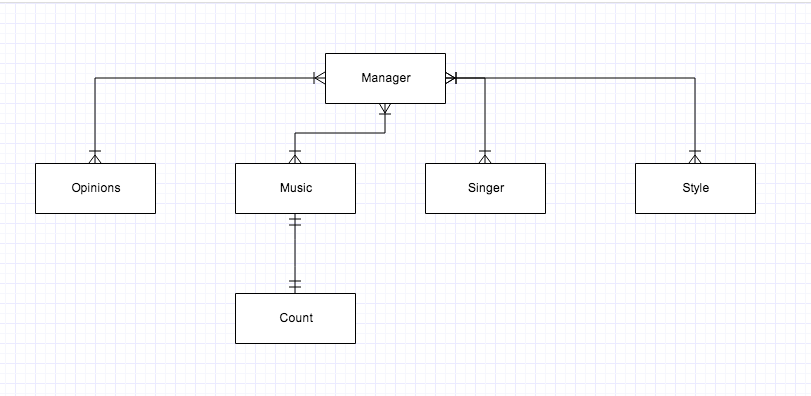 Manager
Opinions
Music
Singer
Style
Count